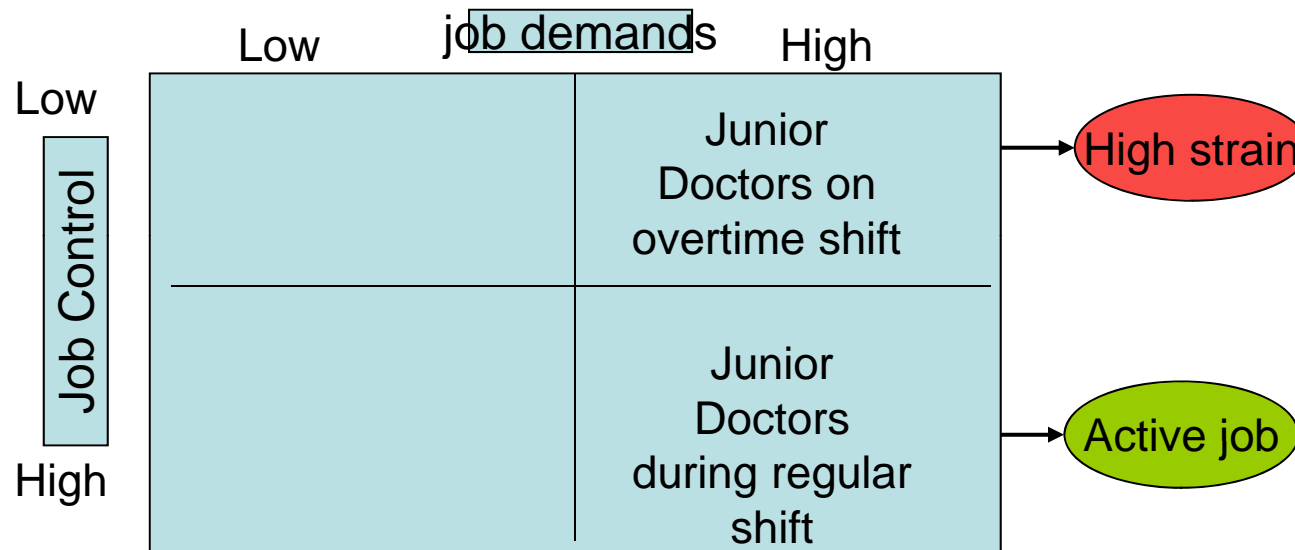 job demands
Low
High
Low
Job Control
High
Junior
Doctors on
overtime shift
High strain
Junior
Doctors
during regular
shift
Active job